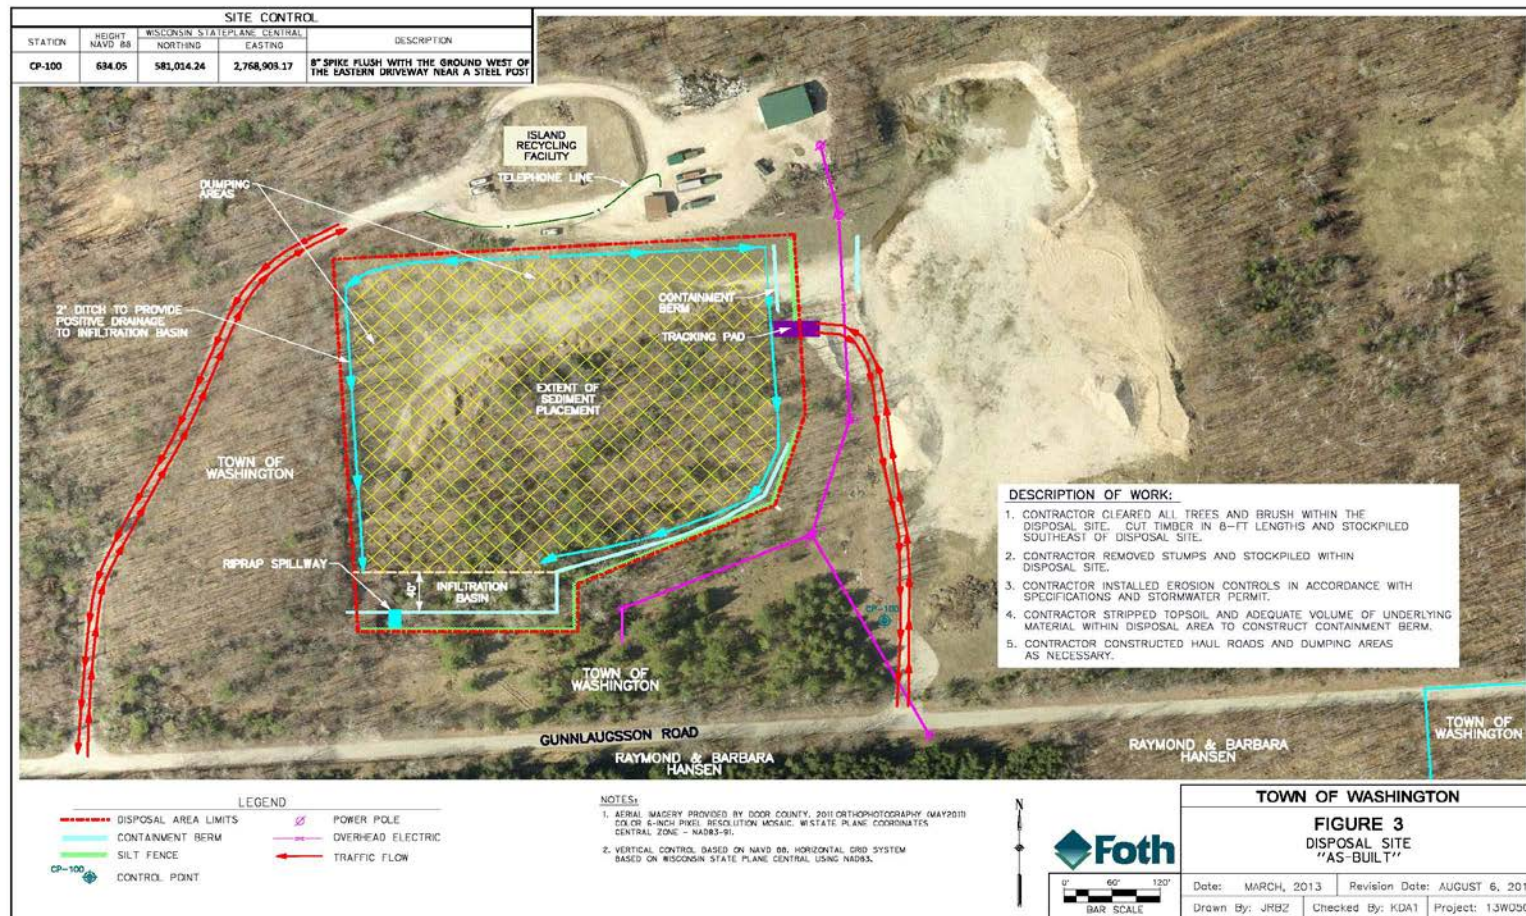 SITE CONTROL
STATION
HEIGHT
NAVD 88
WISCONSIN STATEPLANE CENTRAL
NORTHING
EASTING
DESCRIPTION
CP-100
634.05
581,014.24
2,768,903.17
8" SPIKE FLUSH WITH THE GROUND WEST OF
THE EASTERN DRIVEWAY NEAR A STEEL POST
ISLAND
RECYCLING
FACILITY
TELEPHONE LINE
DUMPING
AREAS
2' DITCH TO PROVIDE
POSITIVE DRAINAGE
TO INFILTRATION BASIN
CONTAINMENT
BERM
TRACKING PAD
EXTENT OF
SEDIMENT
PLACEMENT
TOWN OF
WASHINGTON
RIPRAP SPILLWAY
40'
INFILTRATION
BASIN
CP-100
TOWN OF
WASHINGTON
DESCRIPTION OF WORK:
1. CONTRACTOR CLEARED ALL TREES AND BRUSH WITHIN THE
DISPOSAL SITE. CUT TIMBER IN 8-FT LENGTHS AND STOCKPILED
SOUTHEAST OF DISPOSAL SITE.
2. CONTRACTOR REMOVED STUMPS AND STOCKPILED WITHIN
DISPOSAL SITE.
3. CONTRACTOR INSTALLED EROSION CONTROLS IN ACCORDANCE WITH
SPECIFICATIONS AND STORMWATER PERMIT.
4. CONTRACTOR STRIPPED TOPSOIL AND ADEQUATE VOLUME OF UNDERLYING
MATERIAL WITHIN DISPOSAL AREA TO CONSTRUCT CONTAINMENT BERM.
5. CONTRACTOR CONSTRUCTED HAUL ROADS AND DUMPING AREAS
AS NECESSARY.
GUNNLAUGSSON ROAD
RAYMOND & BARBARA
HANSEN
RAYMOND & BARBARA
HANSEN
TOWN OF
WASHINGTON
LEGEND
DISPOSAL AREA LIMITS
CONTAINMENT BERM
SILT FENCE
CP-100
CONTROL POINT
POWER POLE
OVERHEAD ELECTRIC
TRAFFIC FLOW
NOTES:
1. AERIAL IMAGERY PROVIDED BY DOOR COUNTY. 2011 ORTHOPHOTOGRAPHY (MAY2011)
COLOR 6-INCH PIXEL RESOLUTION MOSAIC. WI STATE PLANE COORDINATES
CENTRAL ZONE - NAD83-91.
2. VERTICAL CONTROL BASED ON NAVD 88. HORIZONTAL GRID SYSTEM
BASED ON WISCONSIN STATE PLANE CENTRAL USING NAD83.
N
Foth
0' 60' 120'
BAR SCALE
TOWN OF WASHINGTON
FIGURE 3
DISPOSAL SITE
"AS-BUILT"
Date: MARCH, 2013
Revision Date: AUGUST 6, 201
Drawn By: JRB2
Checked By: KDA1
Project: 13W05